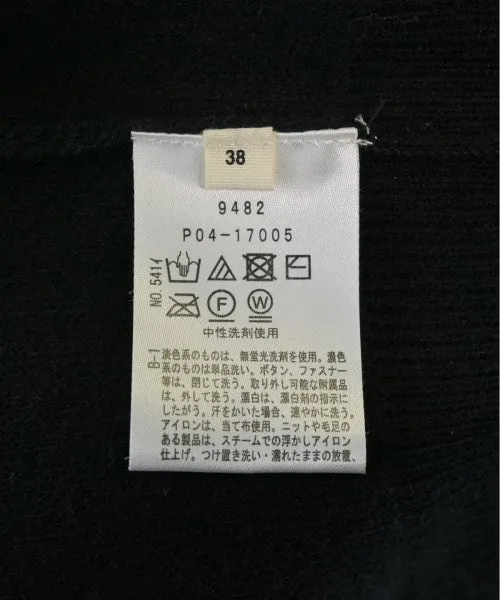 38
9482
P04-17005
NO. 5414
F
W
中性洗剤使用
B-1
淡色系のものは、無蛍光洗剤を使用。濃色
系のものは単品洗い。ボタン、ファスナー
等は、閉じて洗う。取り外し可能な附属品
は、外して洗う。漂白は、漂白剤の指示に
したがう。汗をかいた場合、速やかに洗う。
アイロンは、当て布使用。ニットや毛足の
ある製品は、スチームでの浮かしアイロン
仕上げ。つけ置き洗い・濡れたままの放置、